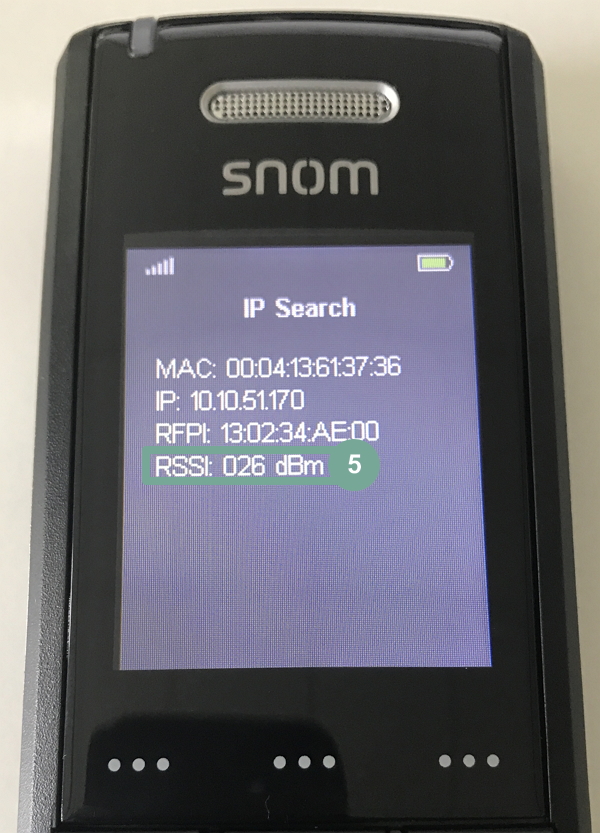 snom
IP Search
MAC: 00:04:13:61:37:36
IP: 10.10.51.170
RFPI: 13:02:34:AE:00
RSSI: 026 dBm 5